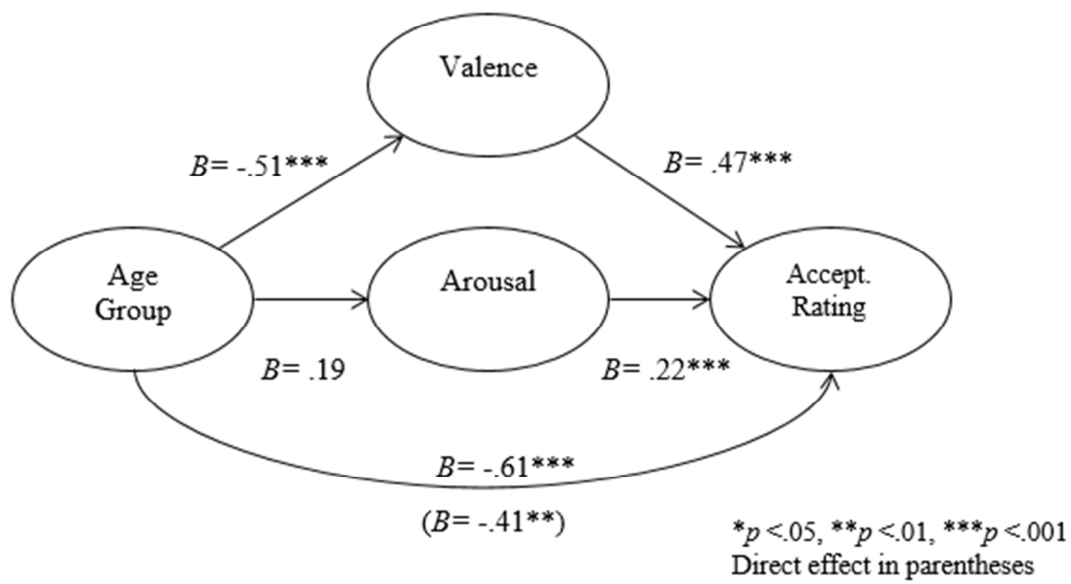 Valence
B= -.51***
B= .47***
Age
Group
Arousal
Accept.
Rating
B= .19
B= .22***
B= -.61***
(B= -.41**)
*p <.05, **p <.01, ***p <.001
Direct effect in parentheses